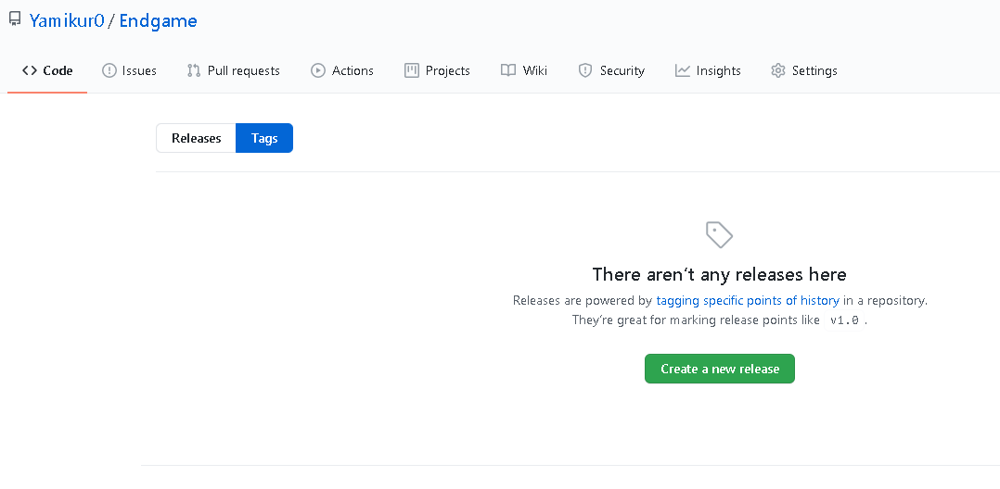 Yamikur0 / Endgame
Code Issues Pull requests Actions Projects Wiki Security Insights Settings
Releases Tags
There aren't any releases here
Releases are powered by tagging specific points of history in a repository.
They're great for marking release points like v1.0 .
Create a new release